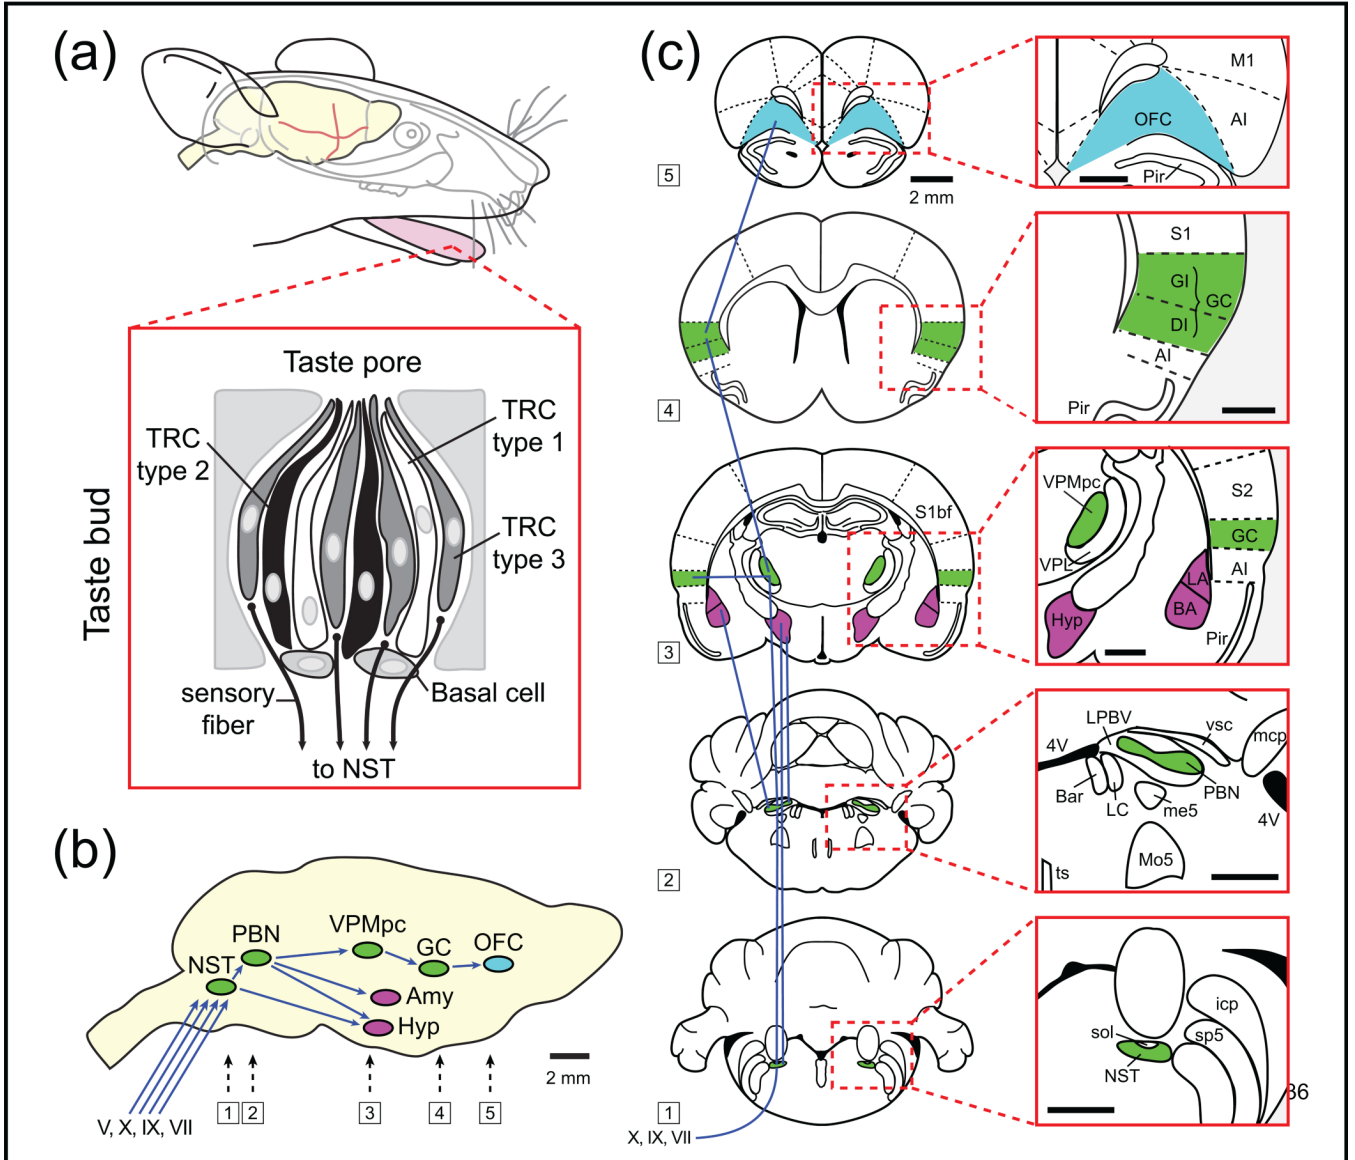 (a)
Taste pore
TRC
type 2
TRC
type 1
TRC
type 3
Taste bud
sensory
fiber
Basal cell
to NST
(b)
NST
PBN
VPMpc
GC
OFC
Amy
Hyp
2 mm
V, X, IX, VII
1
2
3
4
5
(c)
5
2 mm
M1
AI
OFC
Pir
4
S1
GI
GC
DI
AI
Pir
S1bf
3
VPMpc
VPL
Hyp
S2
GC
AI
LA
BA
Pir
2
LPBV
vsc
mcp
4V
Bar
LC
me5
PBN
4V
Mo5
ts
1
X, IX, VII
icp
sol
sp5
NST
36